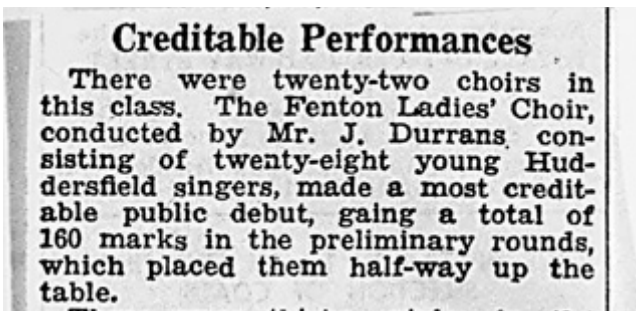 Creditable Performances
There were twenty-two choirs in
this class. The Fenton Ladies' Choir,
conducted by Mr. J. Durrans, con-
sisting of twenty-eight young Hud-
dersfield singers, made a most credit-
able public debut, gaing a total of
160 marks in the preliminary rounds,
which placed them half-way up the
table.